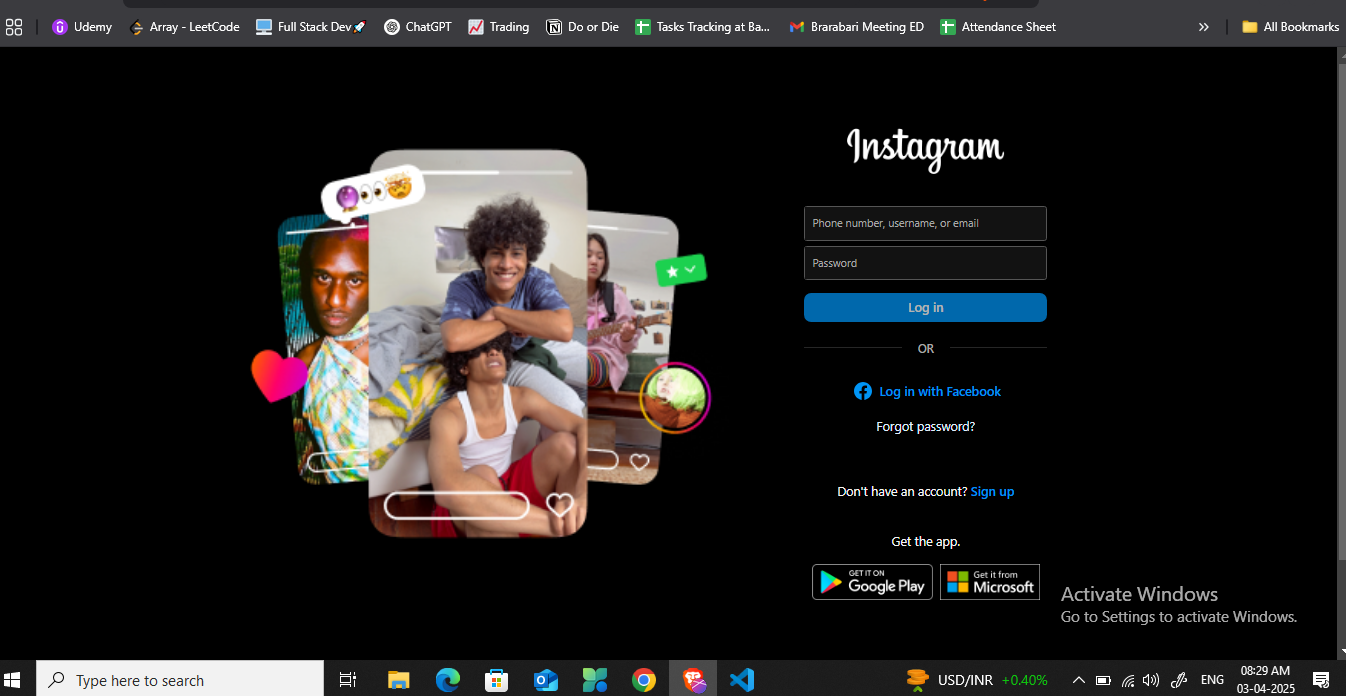 Udemy
Array - LeetCode
Full Stack Dev🚀
ChatGPT
Trading
Do or Die
Tasks Tracking at Ba...
Brarabari Meeting ED
Attendance Sheet
»
All Bookmarks
Instagram
Phone number, username, or email
Password
Log in
OR
Log in with Facebook
Forgot password?
Don't have an account? Sign up
Get the app.
GET IT ON
Google Play
Get it from
Microsoft
Activate Windows
Go to Settings to activate Windows.
Type here to search
USD/INR +0.40%
ENG
08:29 AM
03-04-2025